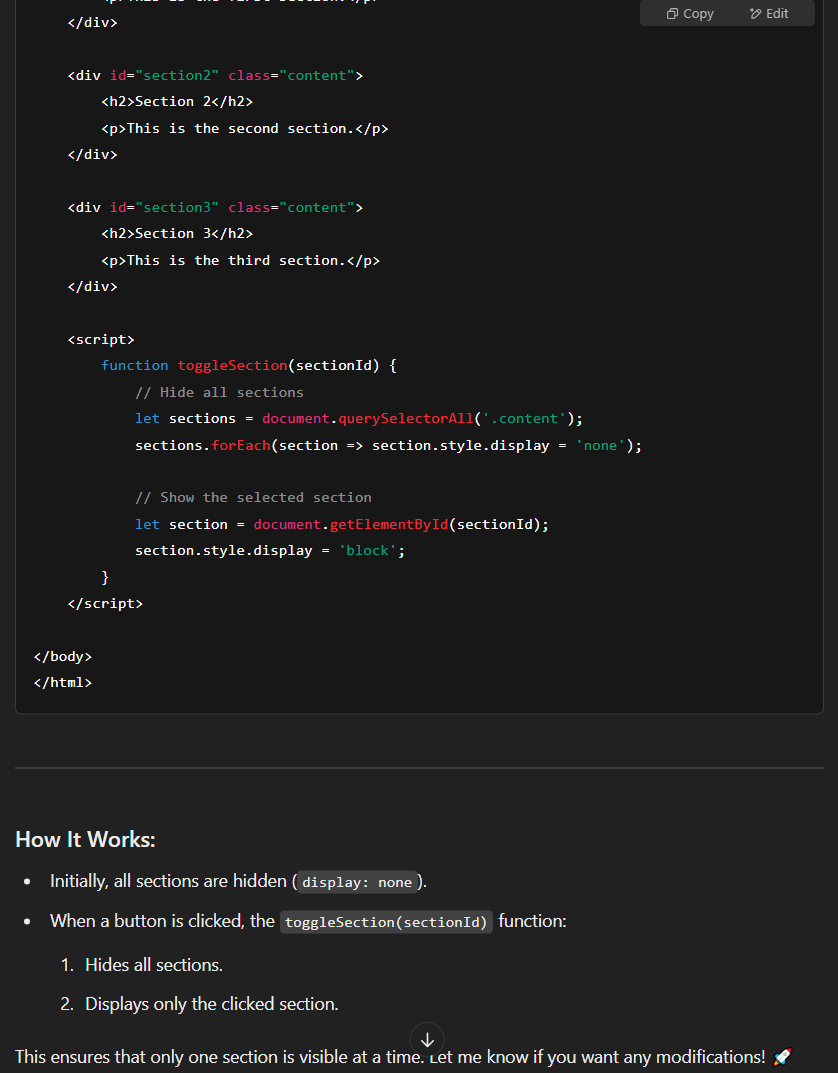 <p>This is the first section.</p>
Copy Edit
</div>
<div id="section2" class="content">
<h2>Section 2</h2>
<p>This is the second section.</p>
</div>
<div id="section3" class="content">
<h2>Section 3</h2>
<p>This is the third section.</p>
</div>
<script>
function toggleSection(sectionId) {
// Hide all sections
let sections = document.querySelectorAll('.content');
sections.forEach(section => section.style.display = 'none');
// Show the selected section
let section = document.getElementById(sectionId);
section.style.display = 'block';
}
</script>
</body>
</html>
How It Works:
• Initially, all sections are hidden (display: none).
• When a button is clicked, the toggleSection(sectionId) function:
1. Hides all sections.
2. Displays only the clicked section.
This ensures that only one section is visible at a time. Let me know if you want any modifications! 🚀